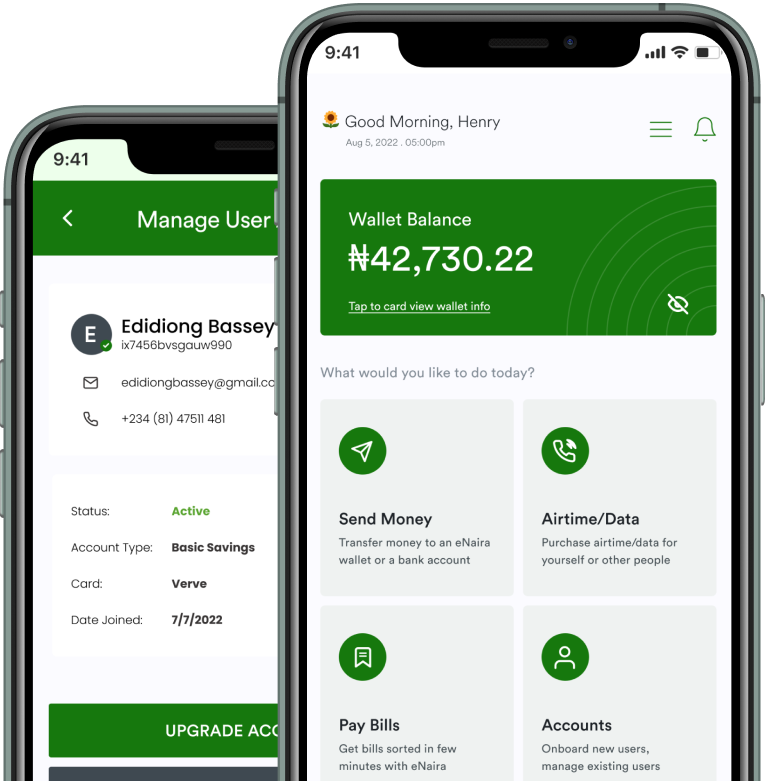 9:41
Manage User
E
Edidiong Bassey
ix7456bvsgauw990
edidiongbassey@gmail.co
+234 (81) 47511 481
Status: Active
Account Type: Basic Savings
Card: Verve
Date Joined: 7/7/2022
UPGRADE ACC
9:41
Good Morning, Henry
Aug 5, 2022 . 05:00pm
Wallet Balance
₦42,730.22
Tap to card view wallet info
What would you like to do today?
Send Money
Transfer money to an eNaira
wallet or a bank account
Airtime/Data
Purchase airtime/data for
yourself or other people
Pay Bills
Get bills sorted in few
minutes with eNaira
Accounts
Onboard new users,
manage existing users